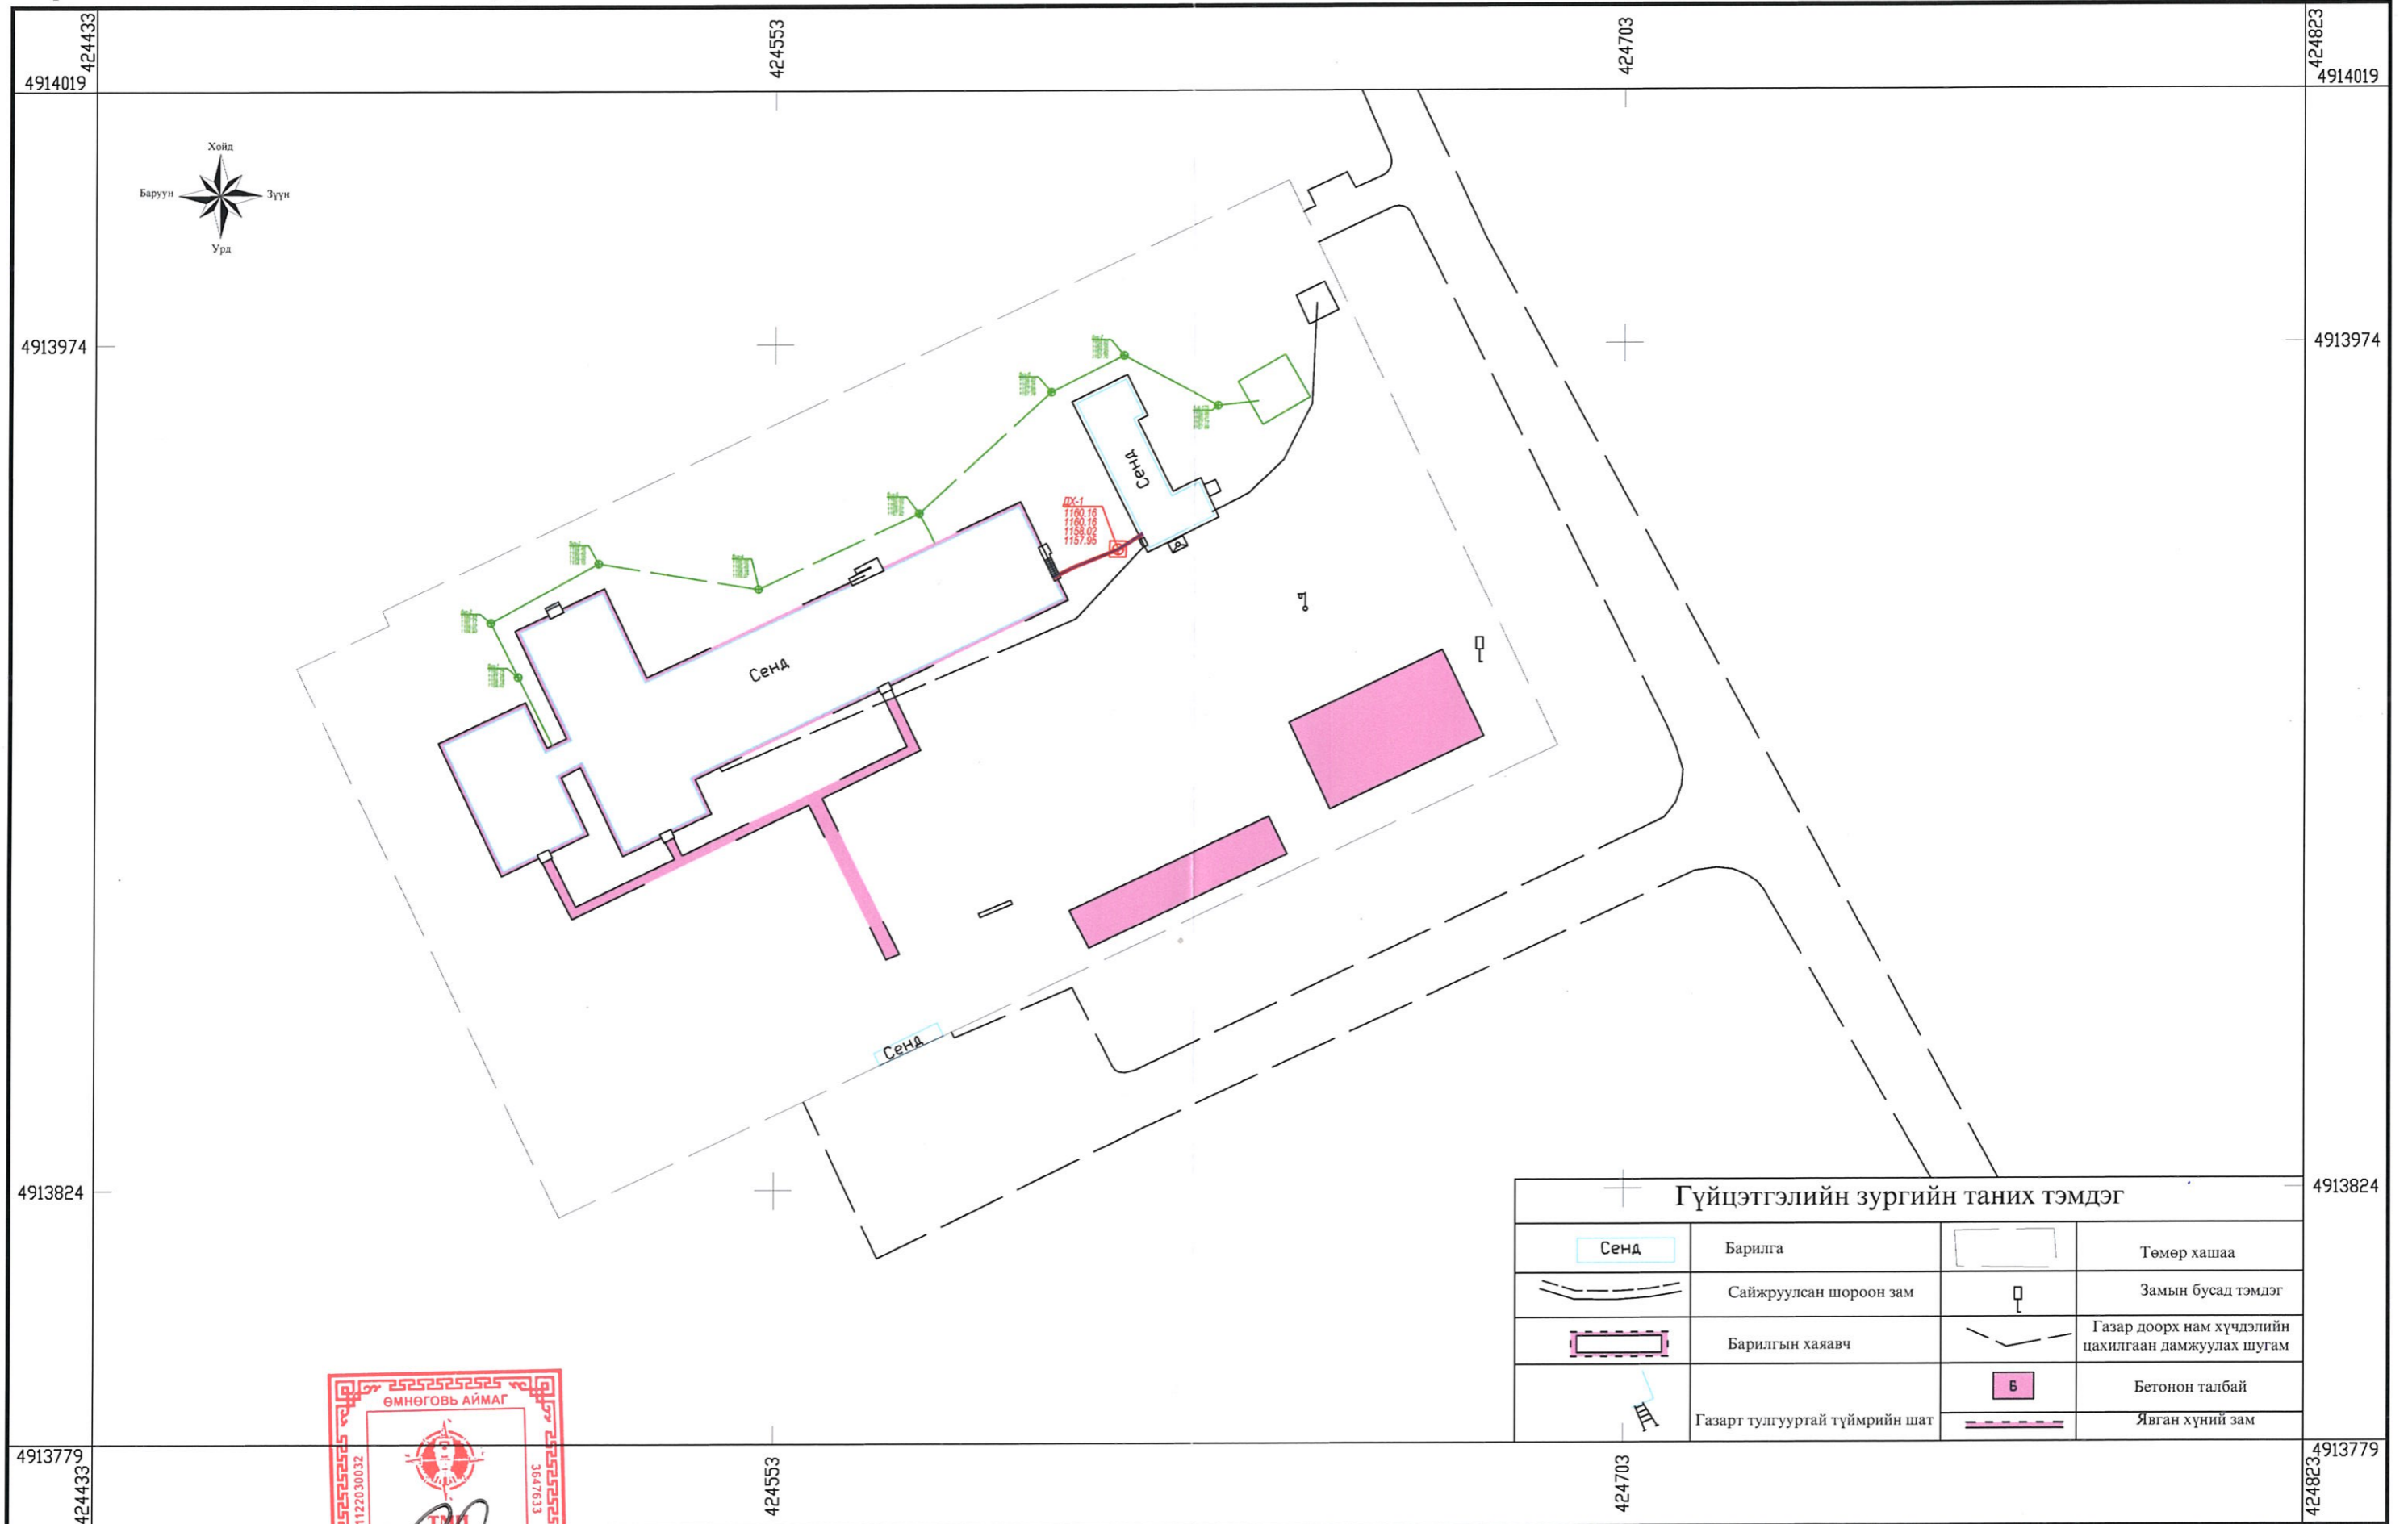 424433
424553
424703
424823
4914019
4914019
Хойд
Баруун
Зүүн
Урд
4913974
4913974
Сенд
ДХ-1
1160.16
1160.16
1158.02
1157.95
Сенд
Сенд
4913824
4913824
Гүйцэтгэлийн зургийн таних тэмдэг
Сенд
Барилга
Төмөр хашаа
Сайжруулсан шороон зам
Замын бусад тэмдэг
Барилгын хаяавч
Газар доорх нам хүчдэлийн
цахилгаан дамжуулах шугам
Газарт тулгууртай түймрийн шат
Б
Бетонон талбай
Явган хүний зам
ӨМНӨГОВЬ АЙМАГ
1122030032
3647633
4913779
4913779
424433
424553
424703
424823